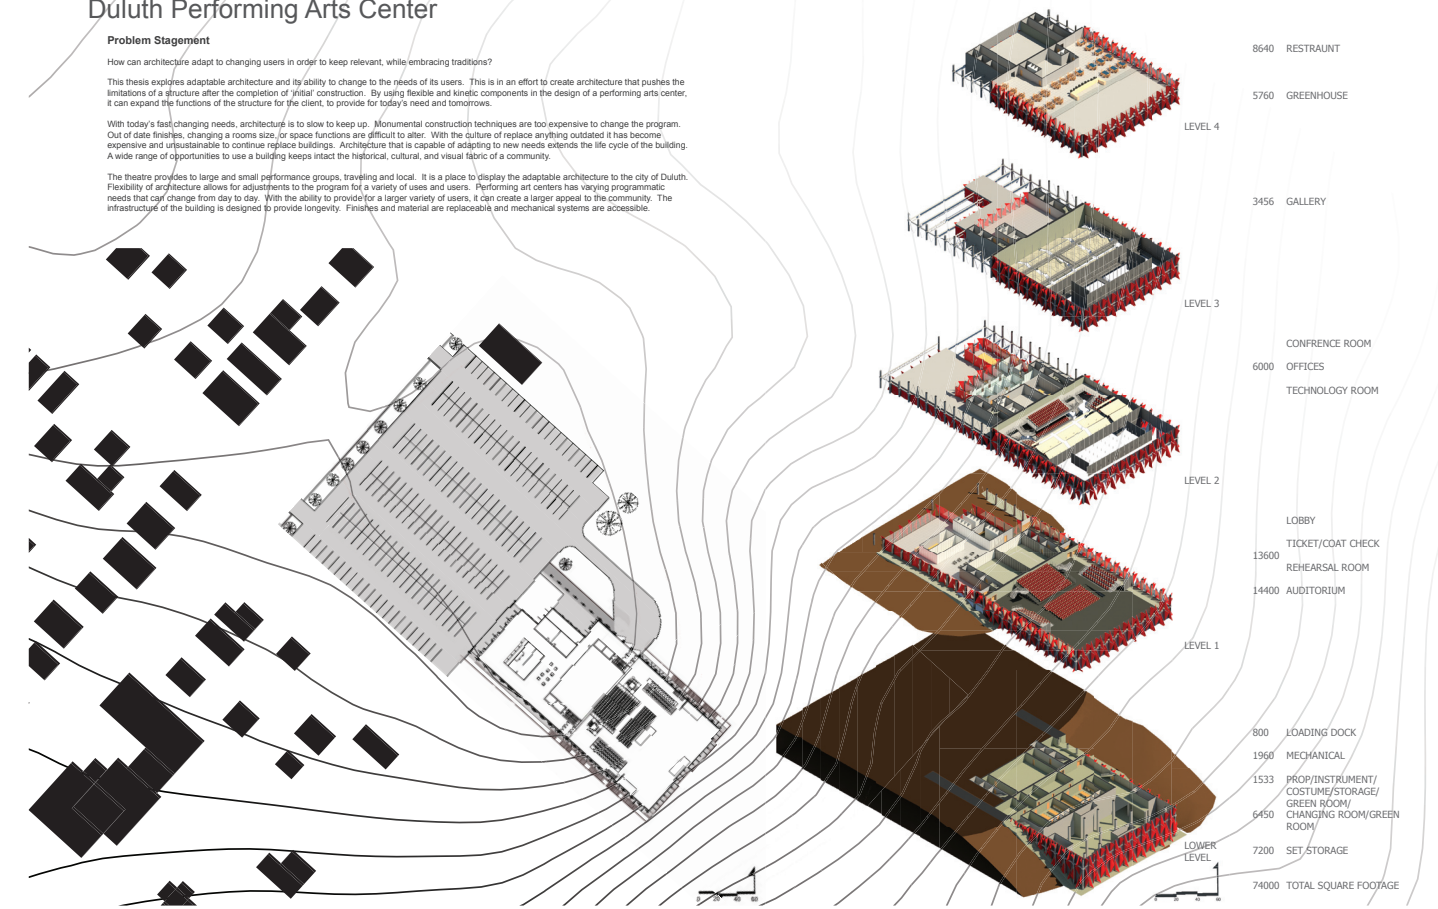 Duluth Performing Arts Center
Problem Stagement
How can architecture adapt to changing users in order to keep relevant, while embracing traditions?
This thesis explores adaptable architecture and its ability to change to the needs of its users. This is in an effort to create architecture that pushes the
limitations of a structure after the completion of 'initial' construction. By using flexible and kinetic components in the design of a performing arts center,
it can expand the functions of the structure for the client, to provide for today's need and tomorrows.
With today's fast changing needs, architecture is to slow to keep up. Monumental construction techniques are too expensive to change the program.
Out of date finishes, changing a rooms size, or space functions are difficult to alter. With the culture of replace anything outdated it has become
expensive and unsustainable to continue replace buildings. Architecture that is capable of adapting to new needs extends the life cycle of the building.
A wide range of opportunities to use a building keeps intact the historical, cultural, and visual fabric of a community.
The theatre provides to large and small performance groups, traveling and local. It is a place to display the adaptable architecture to the city of Duluth.
Flexibility of architecture allows for adjustments to the program for a variety of uses and users. Performing art centers has varying programmatic
needs that can change from day to day. With the ability to provide for a larger variety of users, it can create a larger appeal to the community. The
infrastructure of the building is designed to provide longevity. Finishes and material are replaceable and mechanical systems are accessible.
8640 RESTRAUNT
5760 GREENHOUSE
LEVEL 4
3456 GALLERY
LEVEL 3
CONFRENCE ROOM
6000 OFFICES
TECHNOLOGY ROOM
LEVEL 2
LOBBY
TICKET/COAT CHECK
13600
REHEARSAL ROOM
14400 AUDITORIUM
LEVEL 1
800 LOADING DOCK
1960 MECHANICAL
1533 PROP/INSTRUMENT/
COSTUME/STORAGE/
GREEN ROOM/
6450 CHANGING ROOM/GREEN
ROOM
LOWER
LEVEL
7200 SET STORAGE
74000 TOTAL SQUARE FOOTAGE
0 20 40 60
0 20 40 60